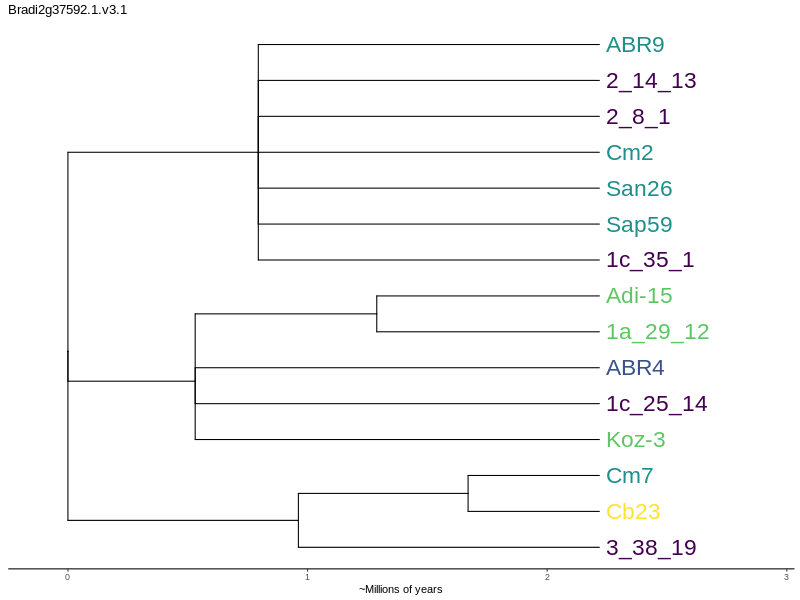 Bradi2g37592.1.v3.1
ABR9
2_14_13
2_8_1
Cm2
San26
Sap59
1c_35_1
Adi-15
1a_29_12
ABR4
1c_25_14
Koz-3
Cm7
Cb23
3_38_19
0 1 2 3
~Millions of years